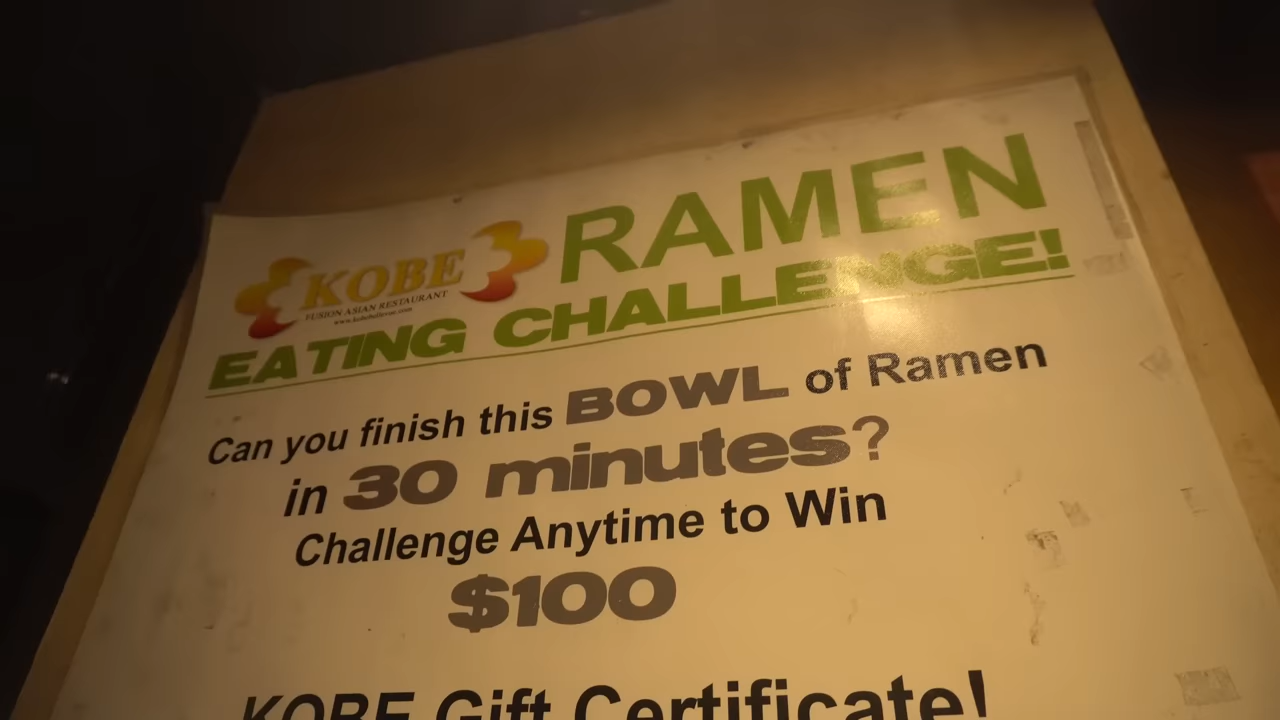 KOBE
FUSION ASIAN RESTAURANT
RAMEN
EATING CHALLENGE!
Can you finish this BOWL of Ramen
in 30 minutes?
Challenge Anytime to Win
$100
KOBE Gift Certificate!